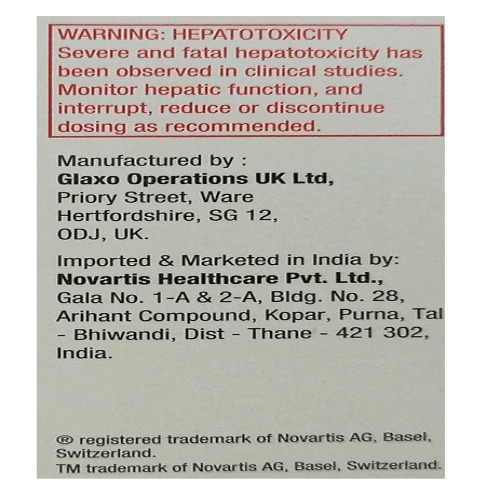 WARNING: HEPATOTOXICITY
Severe and fatal hepatotoxicity has
been observed in clinical studies.
Monitor hepatic function, and
interrupt, reduce or discontinue
dosing as recommended.
Manufactured by :
Glaxo Operations UK Ltd,
Priory Street, Ware
Hertfordshire, SG 12,
ODJ, UK.
Imported & Marketed in India by:
Novartis Healthcare Pvt. Ltd.,
Gala No. 1-A & 2-A, Bldg. No. 28,
Arihant Compound, Kopar, Purna, Tal
- Bhiwandi, Dist - Thane - 421 302,
India.
® registered trademark of Novartis AG, Basel,
Switzerland.
TM trademark of Novartis AG, Basel, Switzerland.